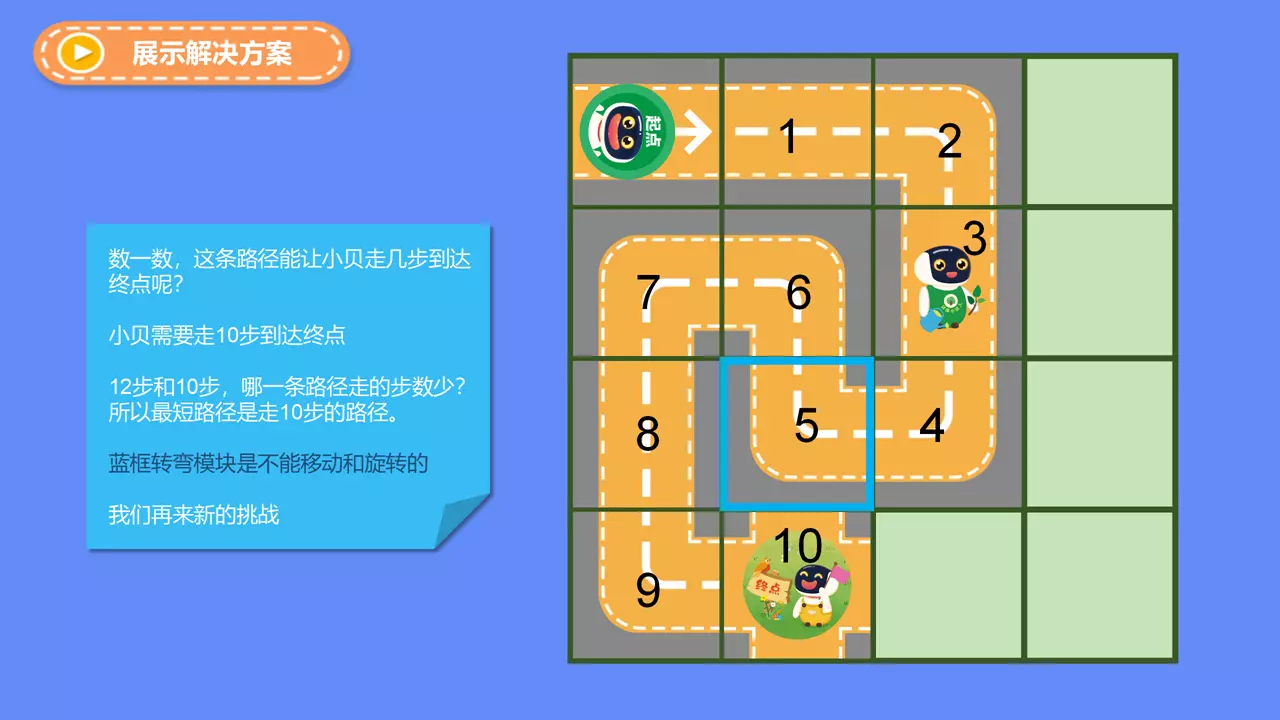 展示解决方案
数一数，这条路径能让小贝走几步到达
终点呢？
小贝需要走10步到达终点
12步和10步，哪一条路径走的步数少？
所以最短路径是走10步的路径。
蓝框转弯模块是不能移动和旋转的
我们再来新的挑战
起点
1
2
3
7
6
8
5
4
9
10
终点